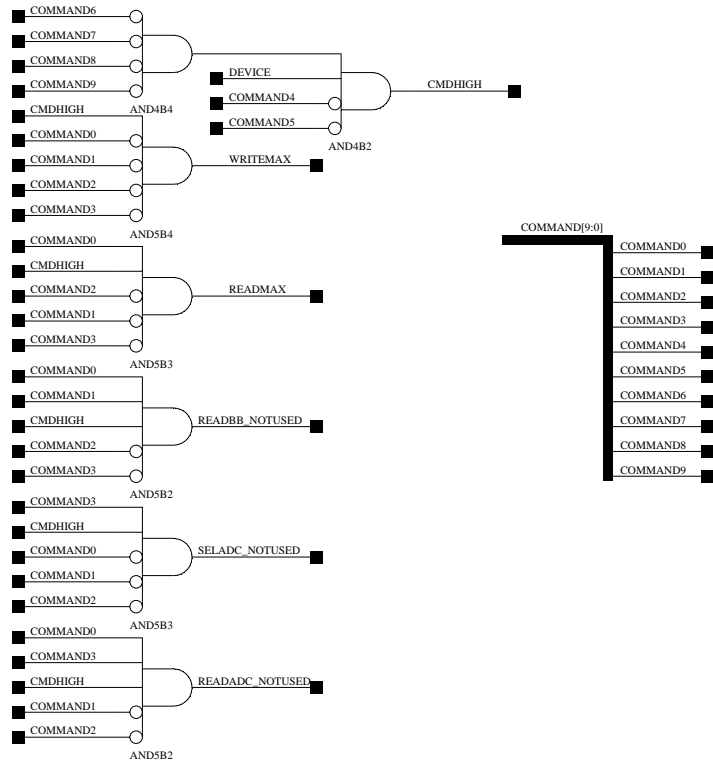 COMMAND6
COMMAND7
COMMAND8
COMMAND9
AND4B4
DEVICE
COMMAND4
COMMAND5
AND4B2
CMDHIGH
CMDHIGH
COMMAND0
COMMAND1
COMMAND2
COMMAND3
AND5B4
WRITEMAX
COMMAND0
CMDHIGH
COMMAND2
COMMAND1
COMMAND3
AND5B3
READMAX
COMMAND0
COMMAND1
CMDHIGH
COMMAND2
COMMAND3
AND5B2
READBB_NOTUSED
COMMAND3
CMDHIGH
COMMAND0
COMMAND1
COMMAND2
AND5B3
SELADC_NOTUSED
COMMAND0
COMMAND3
CMDHIGH
COMMAND1
COMMAND2
AND5B2
READADC_NOTUSED
COMMAND[9:0]
COMMAND0
COMMAND1
COMMAND2
COMMAND3
COMMAND4
COMMAND5
COMMAND6
COMMAND7
COMMAND8
COMMAND9